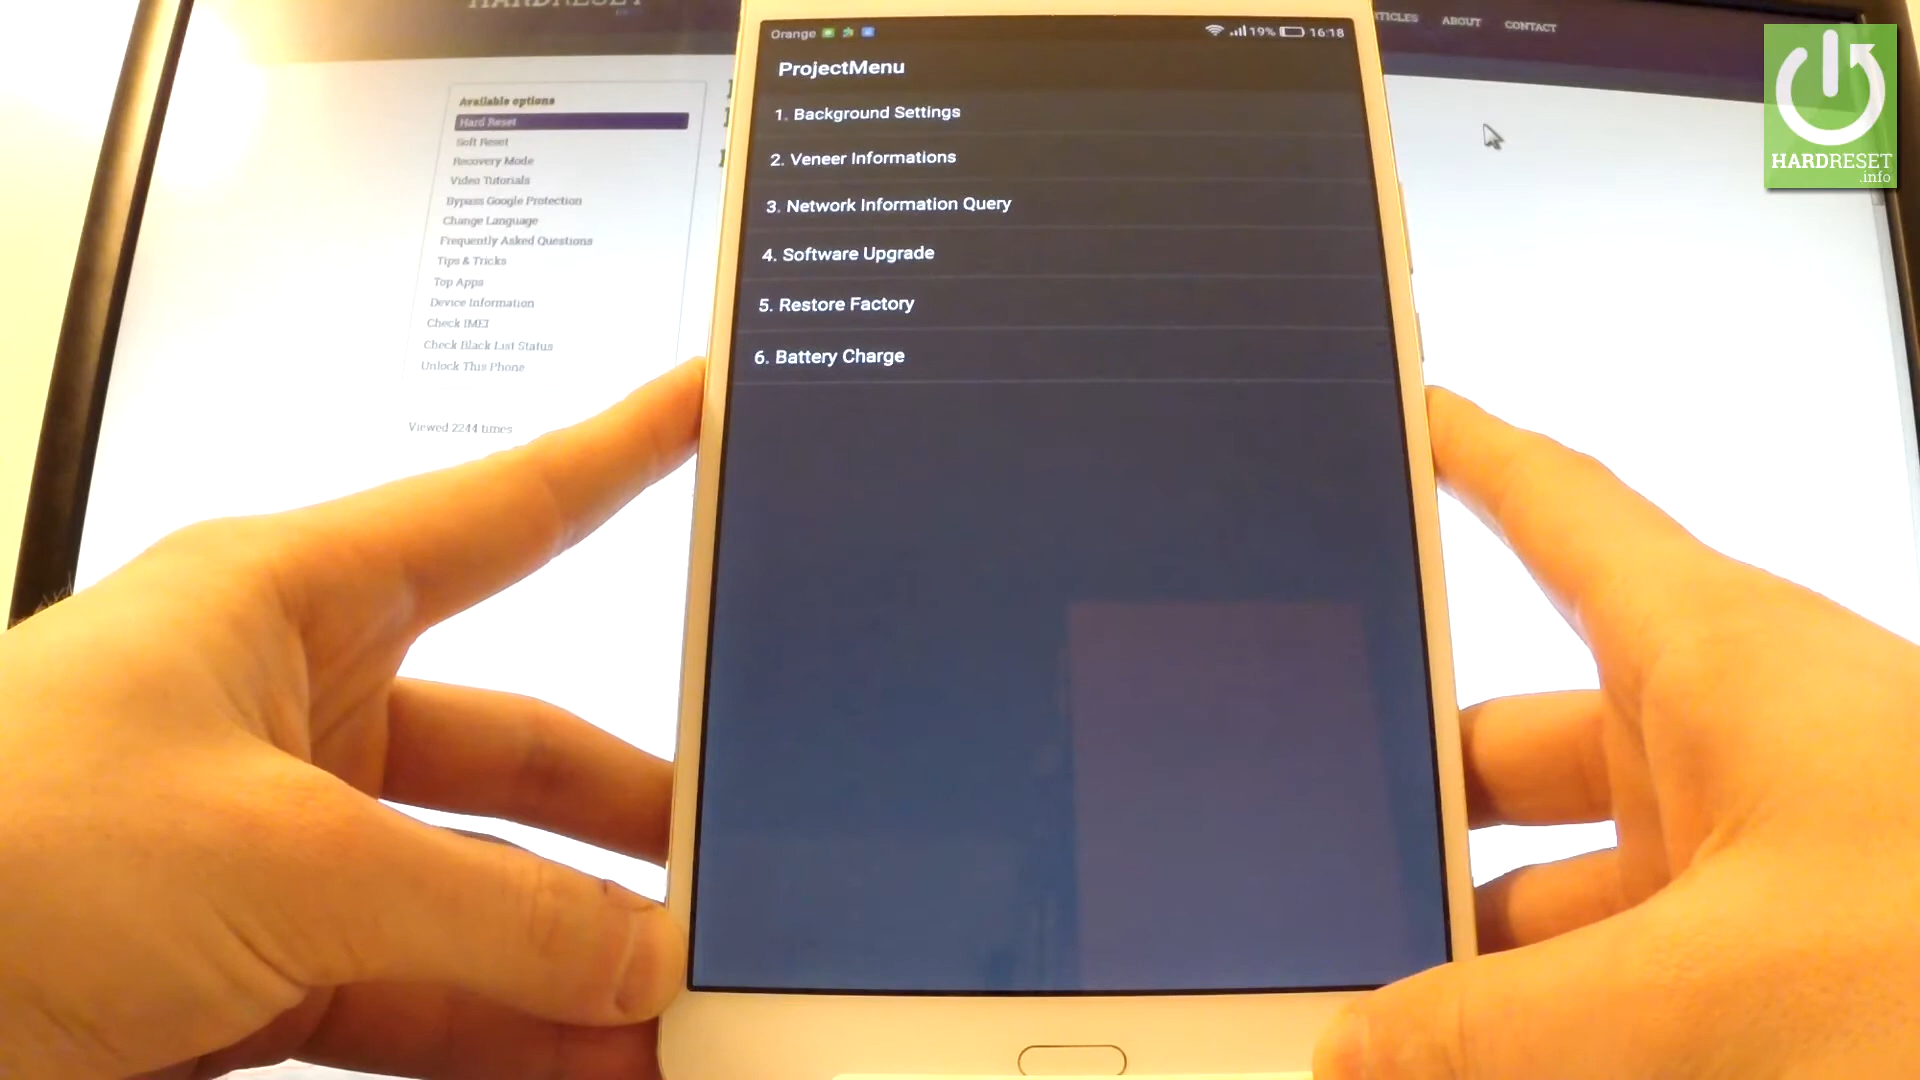 HARDRESET
ARTICLES ABOUT CONTACT
HARDRESET
.info
Available options
Hard Reset
Soft Reset
Recovery Mode
Video Tutorials
Bypass Google Protection
Change Language
Frequently Asked Questions
Tips & Tricks
Top Apps
Device Information
Check IMEI
Check Black List Status
Unlock This Phone
Viewed 2244 times
Orange 19% 16:18
ProjectMenu
1. Background Settings
2. Veneer Informations
3. Network Information Query
4. Software Upgrade
5. Restore Factory
6. Battery Charge